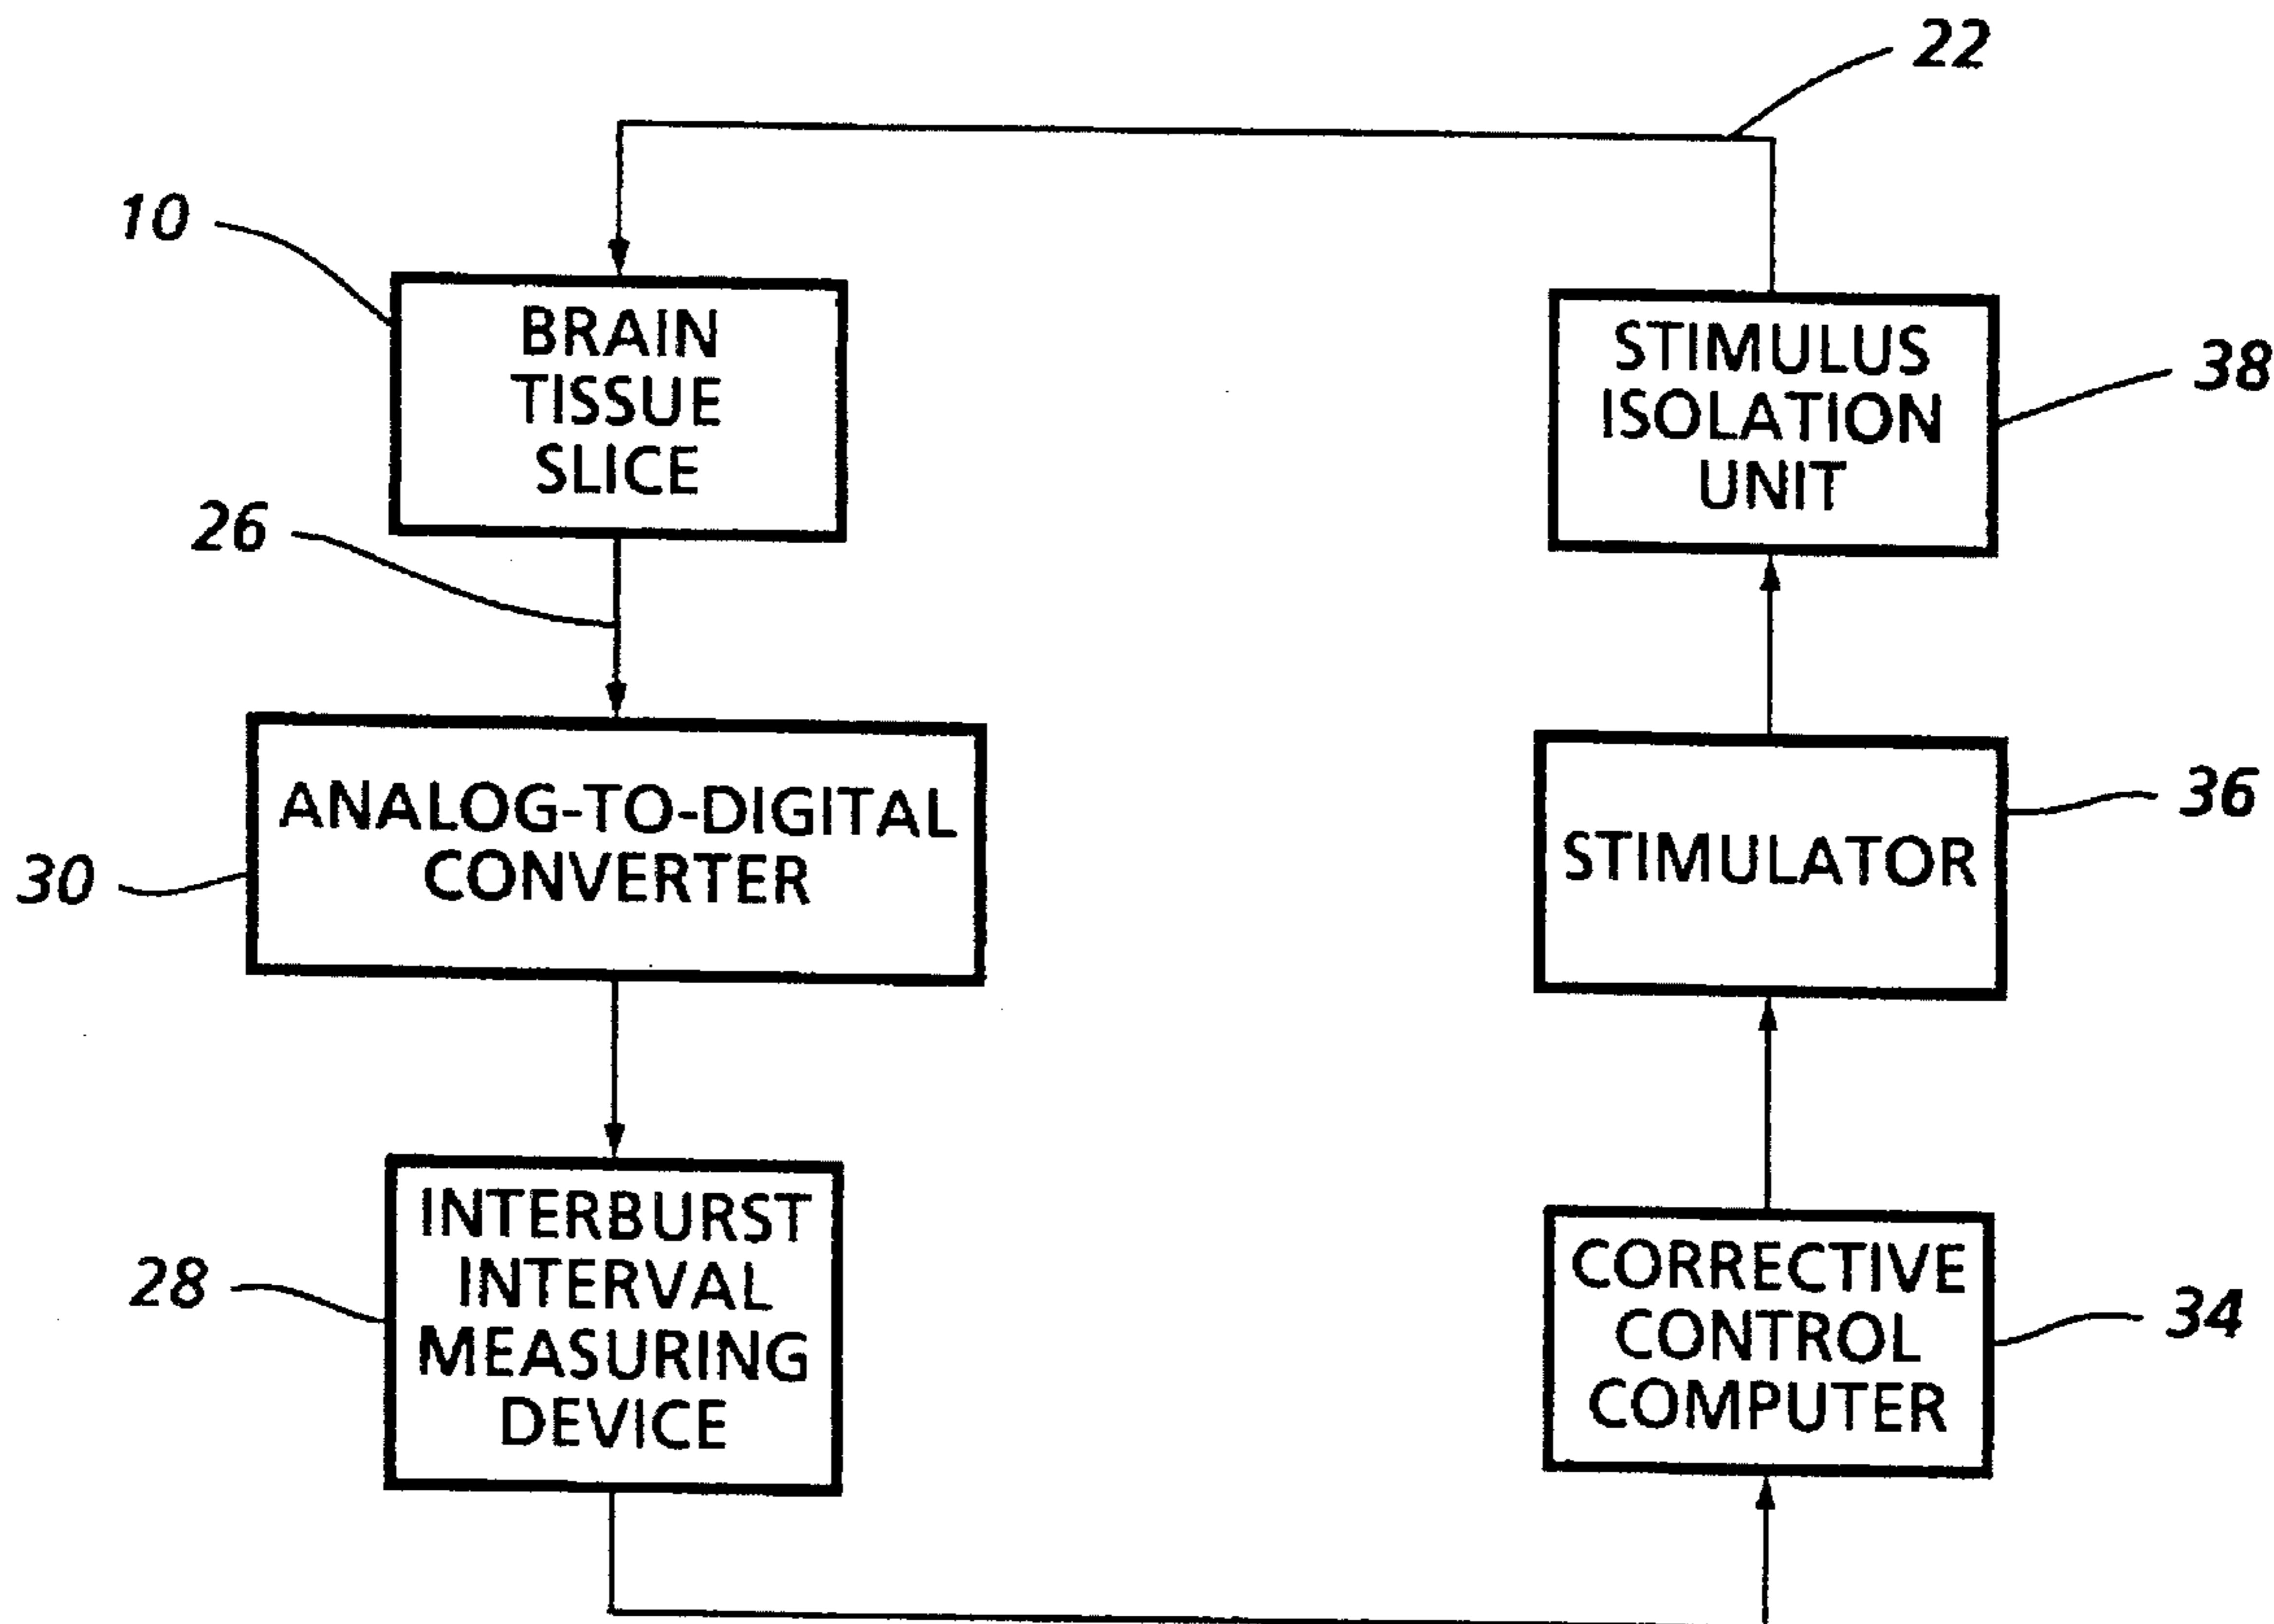 22
10
BRAIN
TISSUE
SLICE
STIMULUS
ISOLATION
UNIT
38
26
ANALOG-TO-DIGITAL
CONVERTER
30
STIMULATOR
36
INTERBURST
INTERVAL
MEASURING
DEVICE
28
CORRECTIVE
CONTROL
COMPUTER
34